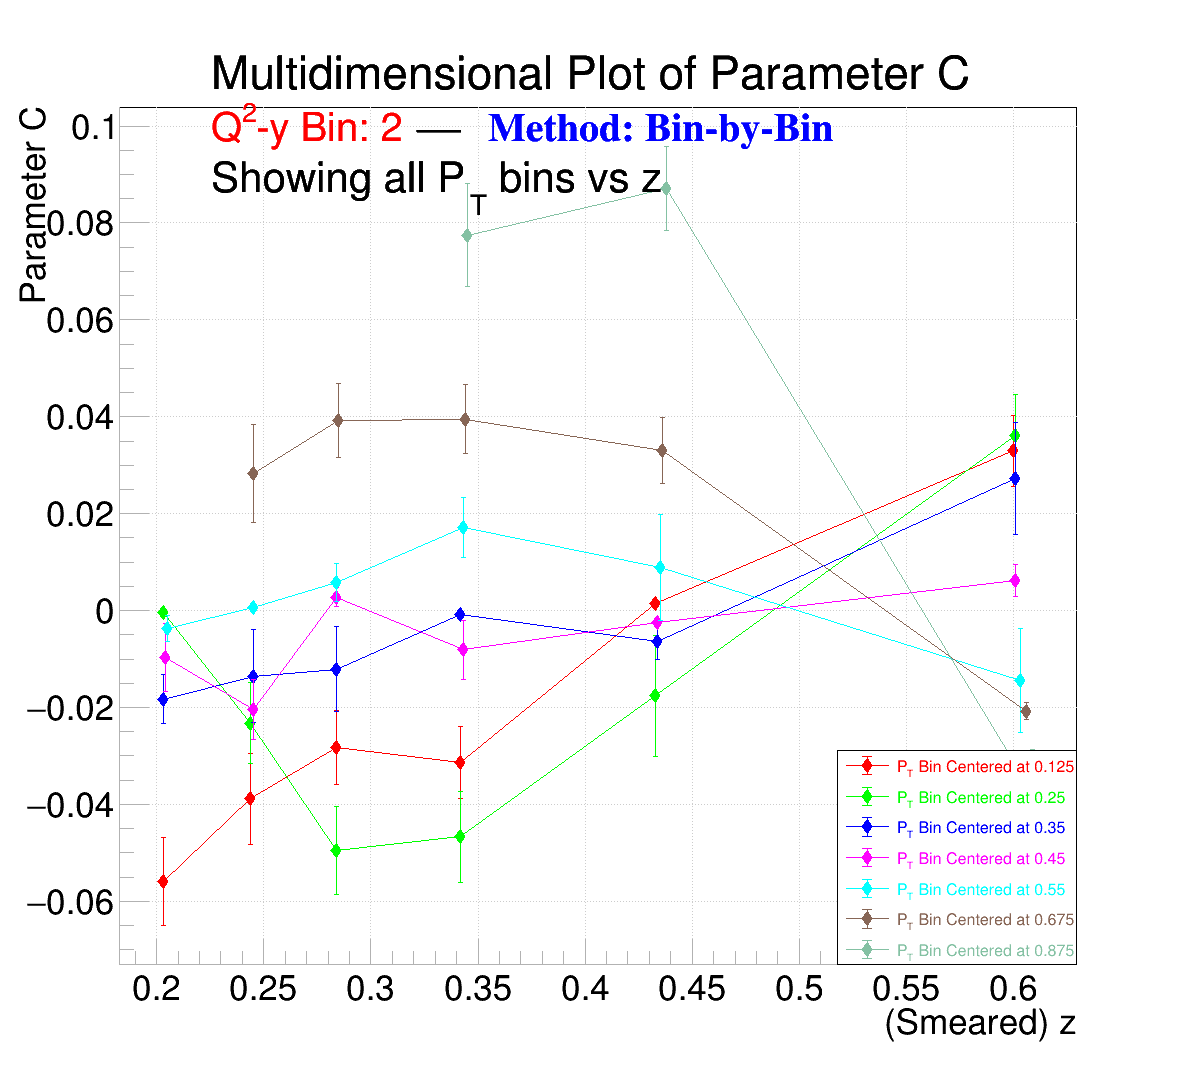 Multidimensional Plot of Parameter C
Q2-y Bin: 2 — Method: Bin-by-Bin
Showing all PT bins vs z
Parameter C
0.1
0.08
0.06
0.04
0.02
0
−0.02
−0.04
−0.06
PT Bin Centered at 0.125
PT Bin Centered at 0.25
PT Bin Centered at 0.35
PT Bin Centered at 0.45
PT Bin Centered at 0.55
PT Bin Centered at 0.675
PT Bin Centered at 0.875
0.2 0.25 0.3 0.35 0.4 0.45 0.5 0.55 0.6
(Smeared) z